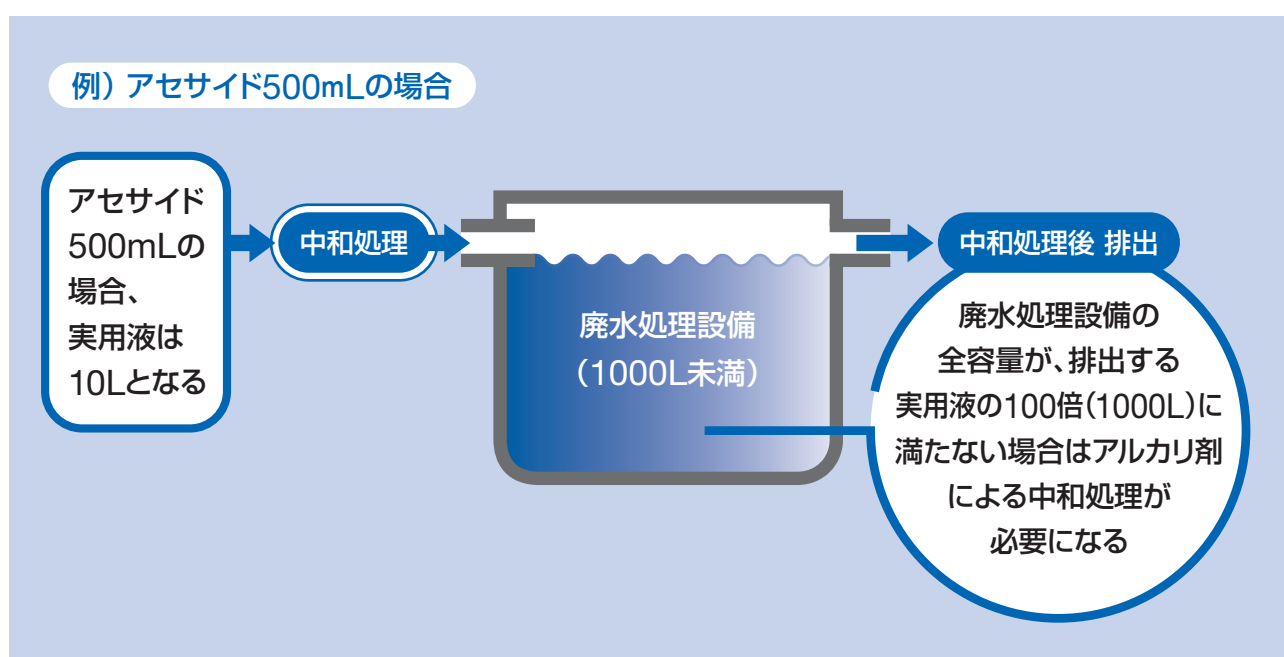 例）アセサイド500mLの場合
アセサイド
500mLの
場合、
実用液は
10Lとなる
中和処理
廃水処理設備
（1000L未満）
中和処理後 排出
廃水処理設備の
全容量が、排出する
実用液の100倍（1000L）に
満たない場合はアルカリ剤
による中和処理が
必要になる